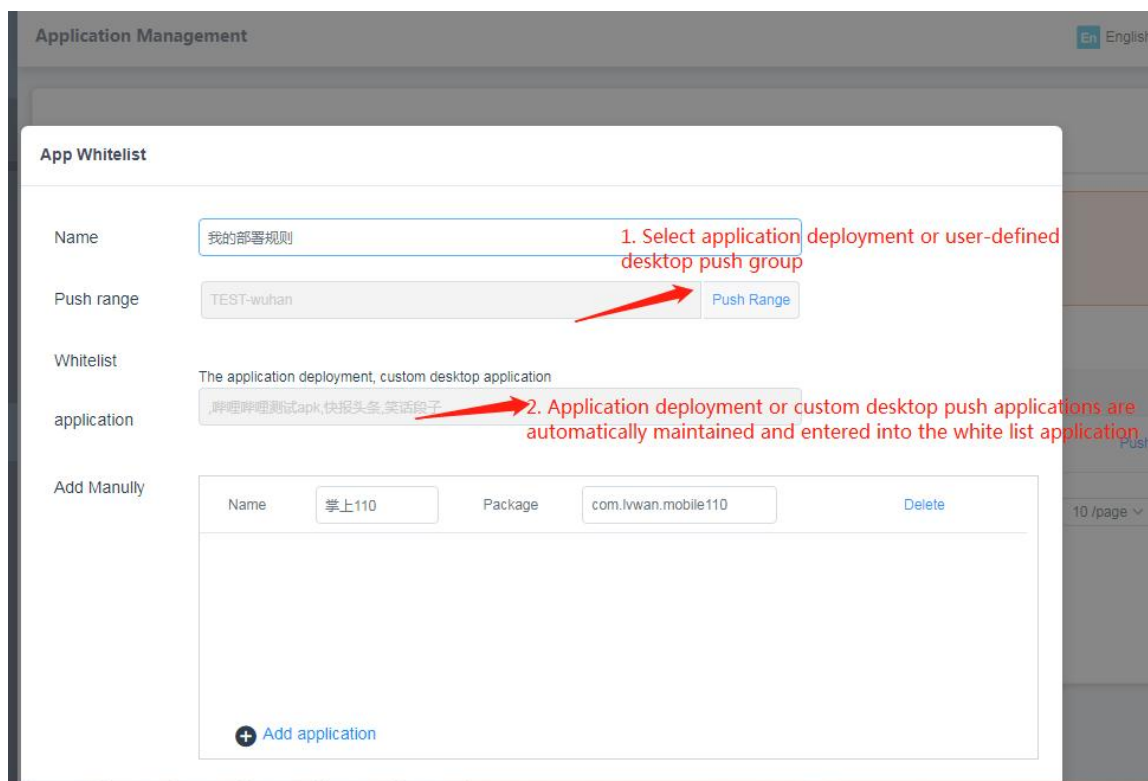 Application Management
En English
App Whitelist
Name 我的部署规则
1. Select application deployment or user-defined
desktop push group
Push range TEST-wuhan Push Range
Whitelist
application
The application deployment, custom desktop application
,哔哩哔哩测试apk,快报头条,笑话段子
2. Application deployment or custom desktop push applications are
automatically maintained and entered into the white list application
Push
Add Manully
Name 掌上110 Package com.lvwan.mobile110 Delete
10 /page
Add application